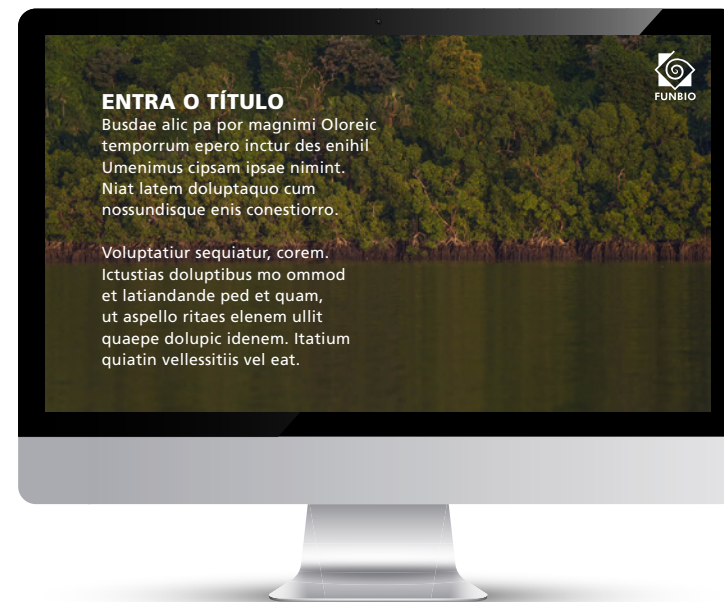 FUNBIO
ENTRA O TÍTULO
Busdae alic pa por magnimi Oloreic
temporrum epero inctur des enihil
Umenimus cipsam ipsae nimint.
Niat latem doluptaquo cum
nossundisque enis conestiorro.
Voluptatiur sequiatur, corem.
Ictustias doluptibus mo ommod
et latiandande ped et quam,
ut aspello ritaes elenem ullit
quaepe dolupic idenem. Itatium
quiatin vellessitiis vel eat.